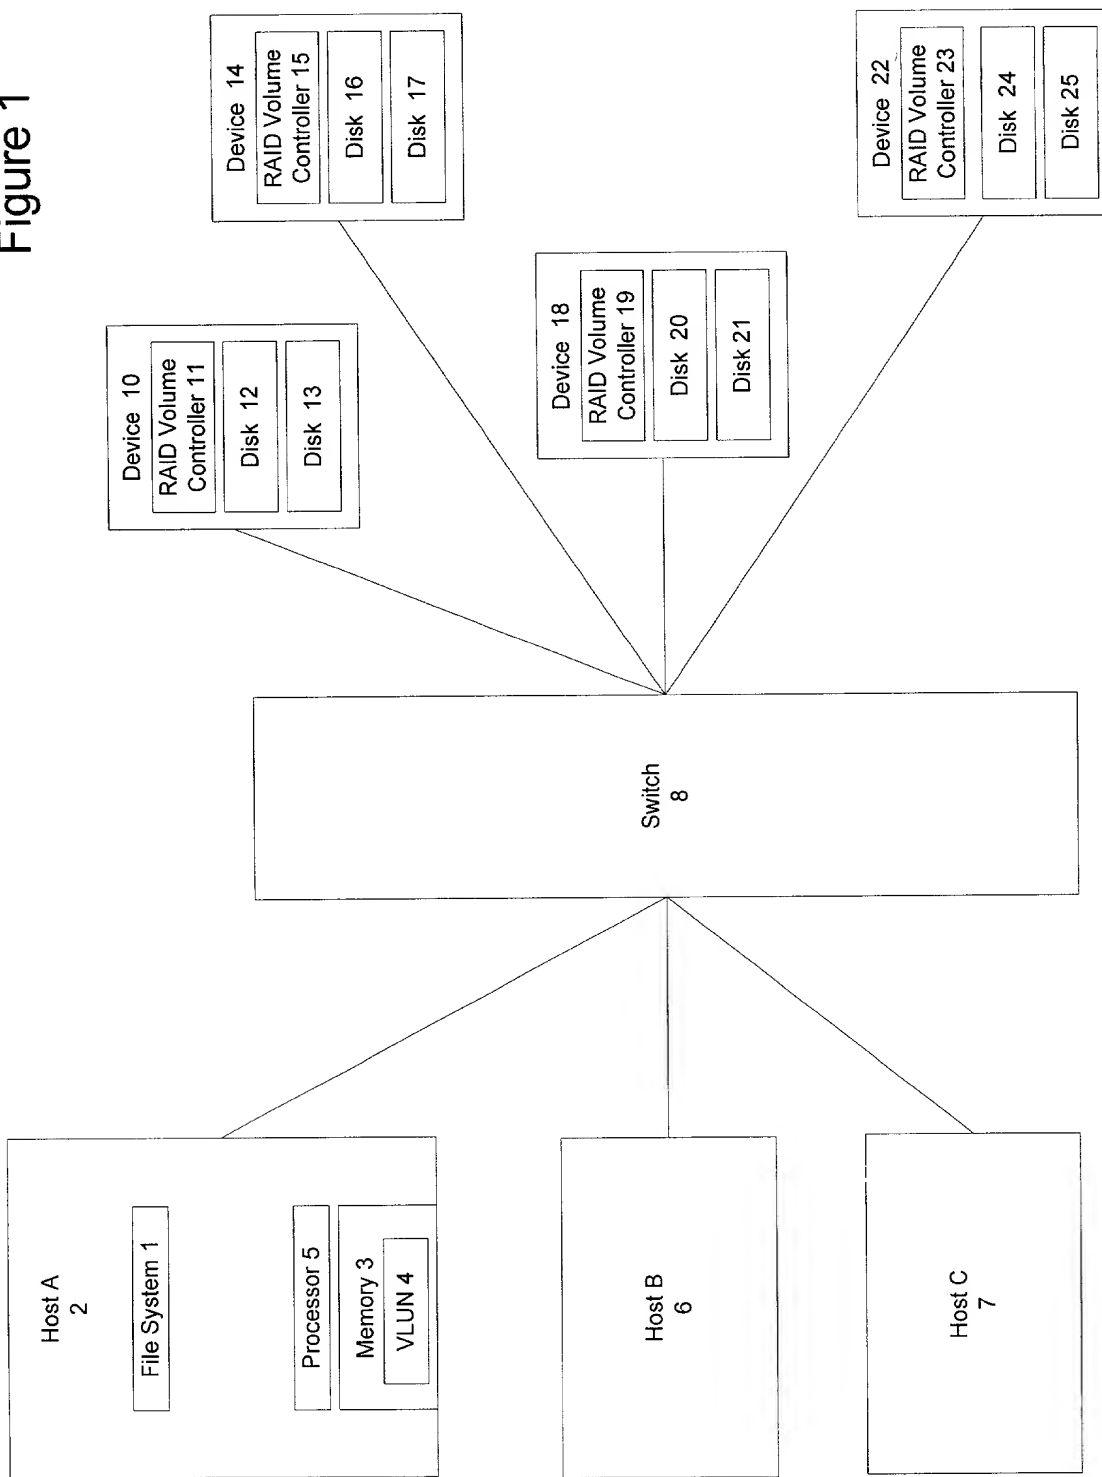 Figure 1
Host A
2
File System 1
Processor 5
Memory 3
VLUN 4
Host B
6
Host C
7
Switch
8
Device 10
RAID Volume
Controller 11
Disk 12
Disk 13
Device 14
RAID Volume
Controller 15
Disk 16
Disk 17
Device 18
RAID Volume
Controller 19
Disk 20
Disk 21
Device 22
RAID Volume
Controller 23
Disk 24
Disk 25